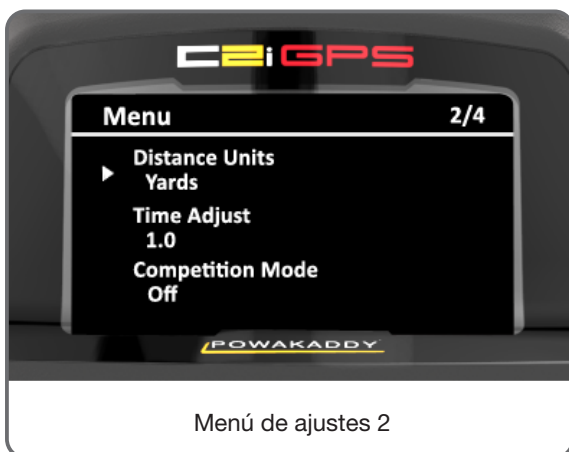 C2i GPS
Menu 2/4
Distance Units
Yards
Time Adjust
1.0
Competition Mode
Off
POWAKADDY
Menú de ajustes 2